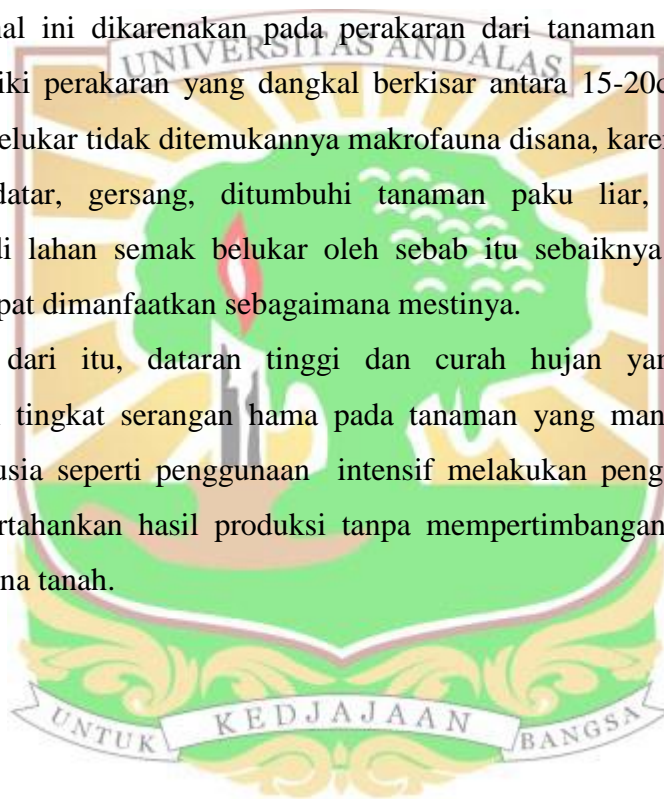 hal ini dikarenakan pada perakaran dari tanaman
UNIVERSITAS ANDALAS
perakaran yang dangkal berkisar antara 15-20c
elukar tidak ditemukannya makrofauna disana, kare
datar, gersang, ditumbuhi tanaman paku liar,
di lahan semak belukar oleh sebab itu sebaiknya
pat dimanfaatkan sebagaimana mestinya.
dari itu, dataran tinggi dan curah hujan yan
tingkat serangan hama pada tanaman yang man
usia seperti penggunaan intensif melakukan peng
rtahankan hasil produksi tanpa mempertimbangan
na tanah.
UNTUK KEDJAJAAN BANGSA